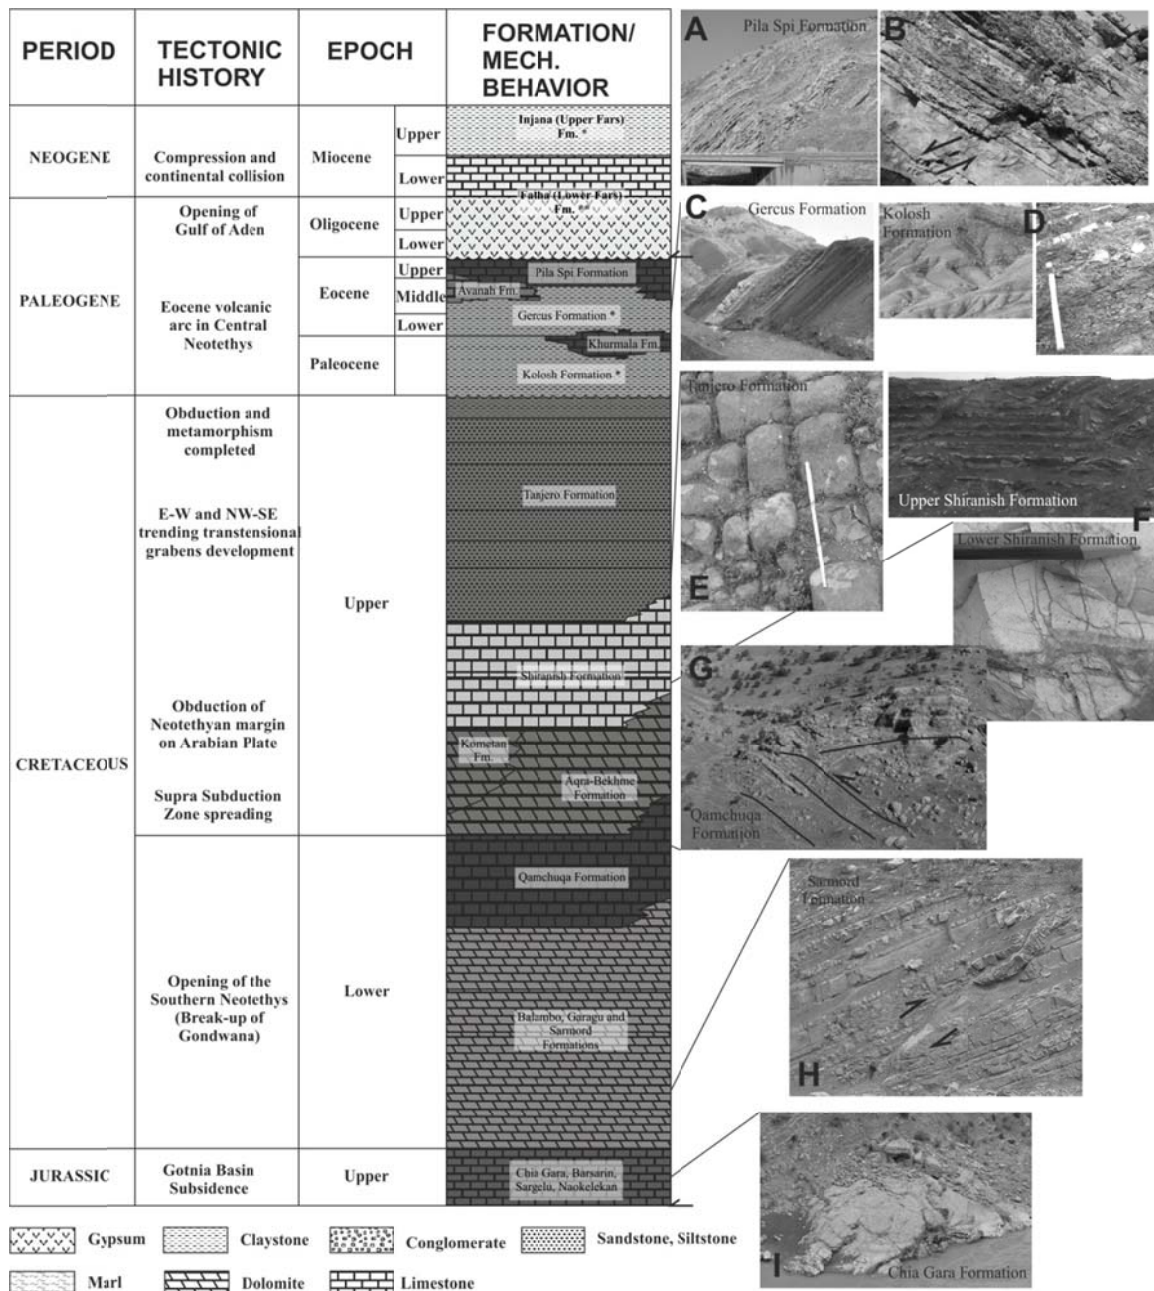 PERIOD
TECTONIC
HISTORY
EPOCH
FORMATION/
MECH.
BEHAVIOR
NEOGENE
Compression and
continental collision
Miocene
Upper
Lower
Injana (Upper Fars)
Fm. *
Fatha (Lower Fars)
Fm. **
PALEOGENE
Opening of
Gulf of Aden
Oligocene
Upper
Lower
Eocene volcanic
arc in Central
Neotethys
Eocene
Upper
Middle
Lower
Paleocene
Pila Spi Formation
Avanah Fm.
Gercus Formation *
Khurmala Fm.
Kolosh Formation *
CRETACEOUS
Obduction and
metamorphism
completed
E-W and NW-SE
trending transtensional
grabens development
Obduction of
Neotethyan margin
on Arabian Plate
Supra Subduction
Zone spreading
Upper
Tanjero Formation
Shiranish Formation
Kometan
Fm.
Aqra-Bekhme
Formation
Opening of the
Southern Neotethys
(Break-up of
Gondwana)
Lower
Qamchuqa Formation
Balambo, Garagu and
Sarmord
Formations
JURASSIC
Gotnia Basin
Subsidence
Upper
Chia Gara, Barsarin,
Sargelu, Naokelekan
Gypsum
Claystone
Conglomerate
Sandstone, Siltstone
Marl
Dolomite
Limestone
A
Pila Spi Formation
B
C
Gercus Formation
Kolosh
Formation
D
Tanjero Formation
E
Upper Shiranish Formation
F
Lower Shiranish Formation
G
Qamchuqa
Formation
Sarmord
Formation
H
I
Chia Gara Formation